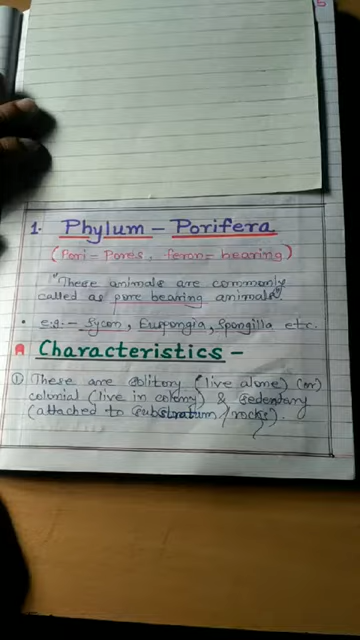 1. Phylum - Porifera
(Pori - Pores, feron = bearing)
"These animals are commonly
called as pore bearing animals".
• e.g.- Sycon, Euspongia, Spongilla etc.
A Characteristics -
① These are solitory (live alone) (or)
colonial (live in colony) & sedentary
(attached to substratum /rocks).